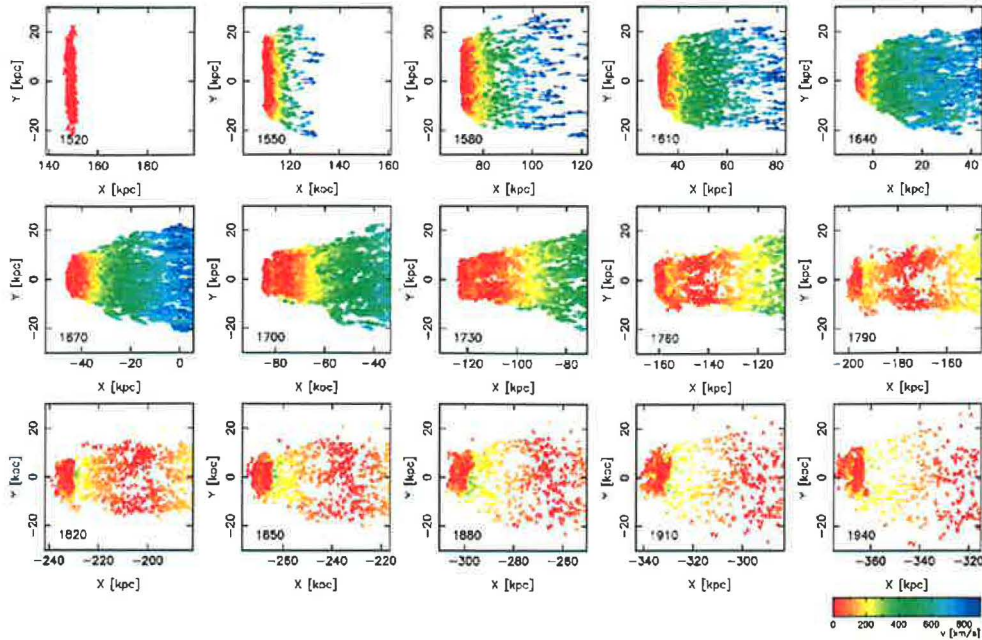 20
0
-20
Y [kpc]
1520
140 160 180
X [kpc]
20
0
-20
Y [kpc]
1550
120 140 160
X [kpc]
20
0
-20
Y [kpc]
1580
80 100 120
X [kpc]
20
0
-20
Y [kpc]
1610
40 60 80
X [kpc]
20
0
-20
Y [kpc]
1640
0 20 40
X [kpc]
20
0
-20
Y [kpc]
1670
-40 -20 0
X [kpc]
20
0
-20
Y [kpc]
1700
-80 -60 -40
X [kpc]
20
0
-20
Y [kpc]
1730
-120 -100 -80
X [kpc]
20
0
-20
Y [kpc]
1760
-160 -140 -120
X [kpc]
20
0
-20
Y [kpc]
1790
-200 -180 -160
X [kpc]
20
0
-20
Y [kpc]
1820
-240 -220 -200
X [kpc]
20
0
-20
Y [kpc]
1850
-260 -240 -220
X [kpc]
20
0
-20
Y [kpc]
1880
-300 -280 -260
X [kpc]
20
0
-20
Y [kpc]
1910
-340 -320 -300
X [kpc]
20
0
-20
Y [kpc]
1940
-360 -340 -320
X [kpc]
0 200 400 600 800
v [km/s]